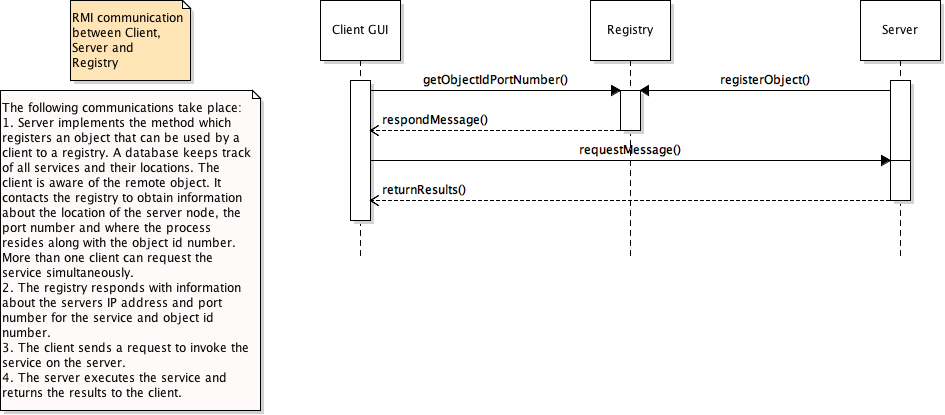 RMI communication
between Client,
Server and
Registry
The following communications take place:
1. Server implements the method which
registers an object that can be used by a
client to a registry. A database keeps track
of all services and their locations. The
client is aware of the remote object. It
contacts the registry to obtain information
about the location of the server node, the
port number and where the process
resides along with the object id number.
More than one client can request the
service simultaneously.
2. The registry responds with information
about the servers IP address and port
number for the service and object id
number.
3. The client sends a request to invoke the
service on the server.
4. The server executes the service and
returns the results to the client.
Client GUI
Registry
Server
getObjectIdPortNumber()
registerObject()
respondMessage()
requestMessage()
returnResults()